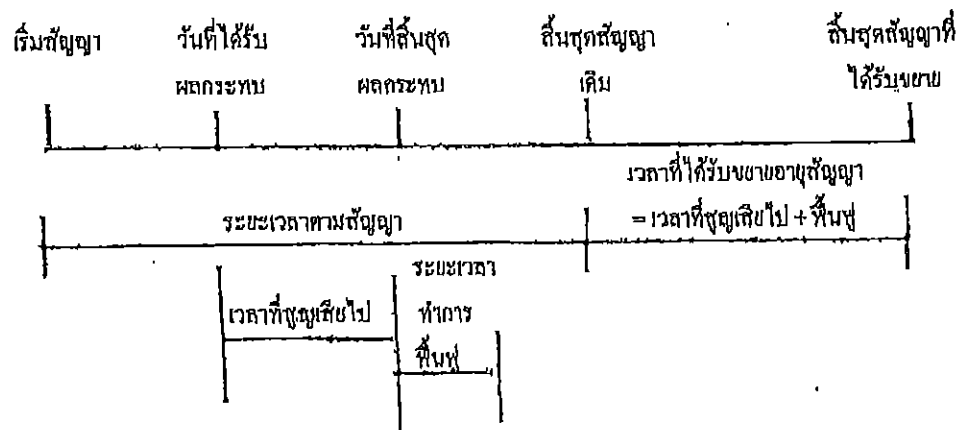 เริ่มสัญญา วันที่ได้รับ วันที่สิ้นสุด สิ้นสุดสัญญา สิ้นสุดสัญญาที่
ผลกระทบ ผลกระทบ เดิม ได้รับขยาย
เวลาที่ได้รับขยายอายุสัญญา
ระยะเวลาตามสัญญา = เวลาที่สูญเสียไป + ฟื้นฟู
ระยะเวลา
เวลาที่สูญเสียไป ทำการ
ฟื้นฟู